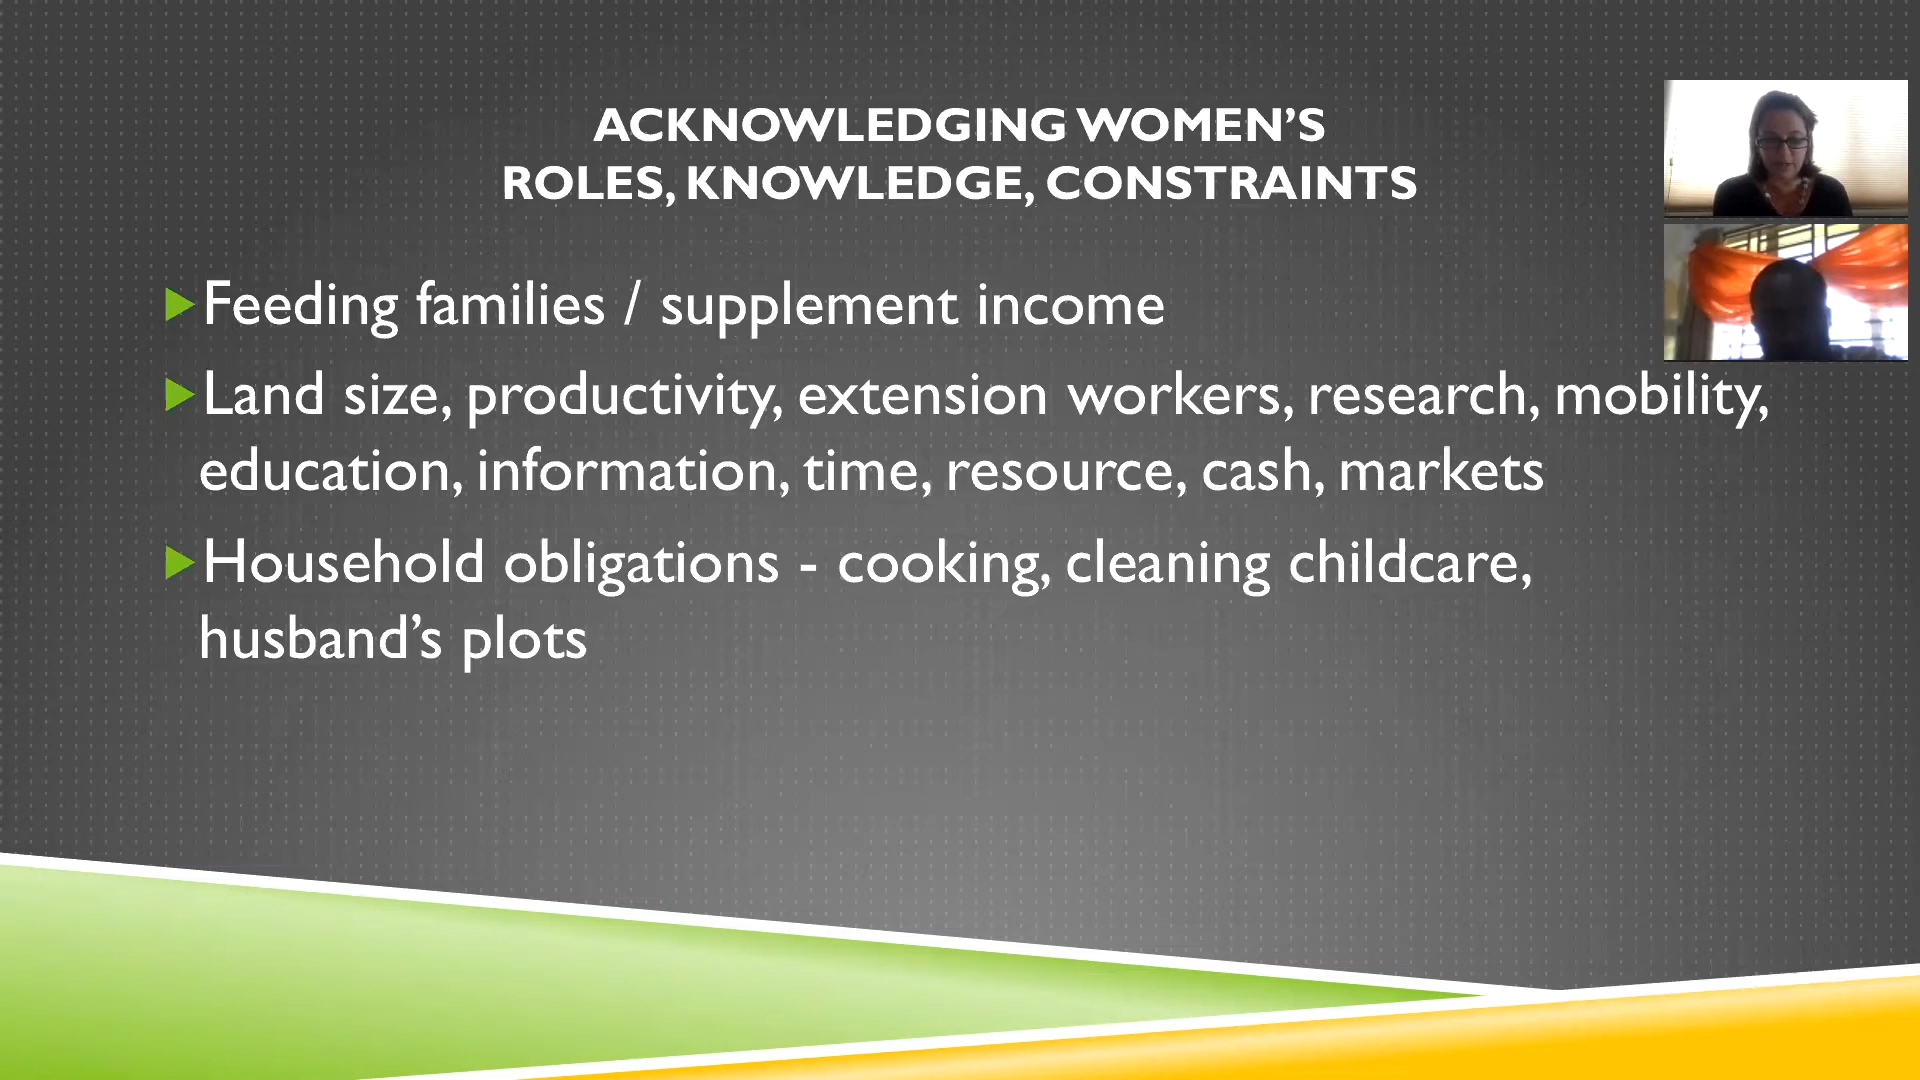 ACKNOWLEDGING WOMEN’S
ROLES, KNOWLEDGE, CONSTRAINTS
Feeding families / supplement income
Land size, productivity, extension workers, research, mobility,
education, information, time, resource, cash, markets
Household obligations - cooking, cleaning childcare,
husband’s plots